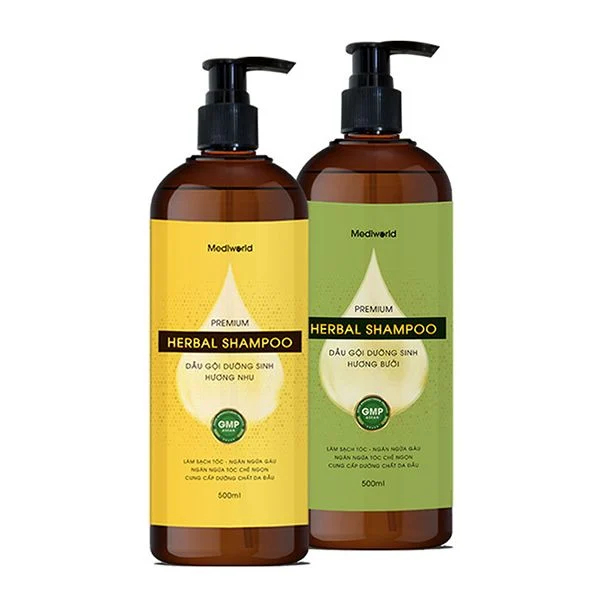 Mediworld
PREMIUM
HERBAL SHAMPOO
DẦU GỘI DƯỠNG SINH
HƯƠNG NHU
GMP
LÀM SẠCH TÓC - NGĂN NGỪA GÀU
NGĂN NGỪA TÓC CHẺ NGỌN
CUNG CẤP DƯỠNG CHẤT DA ĐẦU
500ml
Mediworld
PREMIUM
HERBAL SHAMPOO
DẦU GỘI DƯỠNG SINH
HƯƠNG BƯỞI
GMP
LÀM SẠCH TÓC - NGĂN NGỪA GÀU
NGĂN NGỪA TÓC CHẺ NGỌN
CUNG CẤP DƯỠNG CHẤT DA ĐẦU
500ml